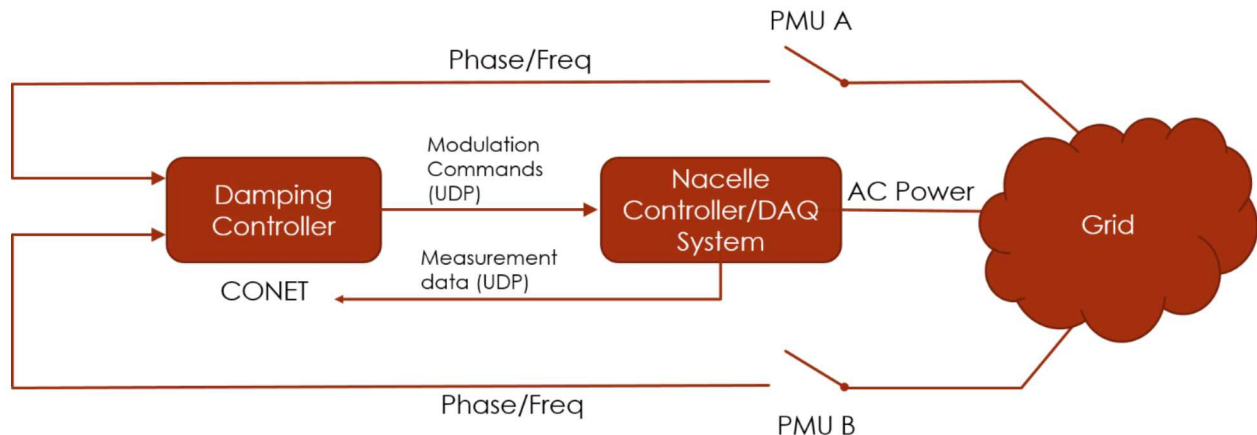 PMU A
Phase/Freq
Modulation
Commands
(UDP)
Damping
Controller
Nacelle
Controller/DAQ
System
AC Power
Grid
Measurement
data (UDP)
CONET
Phase/Freq
PMU B